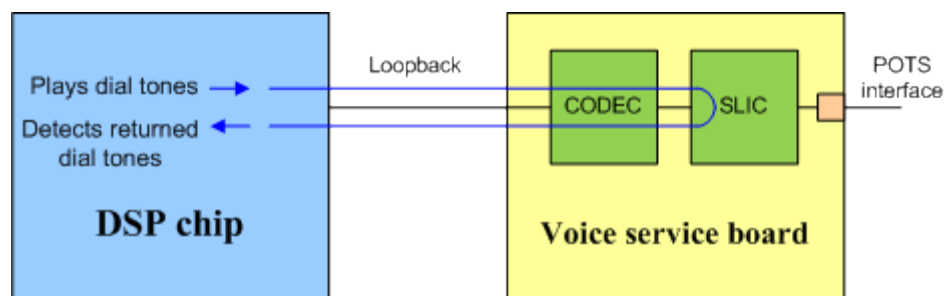 Plays dial tones
Detects returned
dial tones
DSP chip
Loopback
CODEC
SLIC
Voice service board
POTS
interface